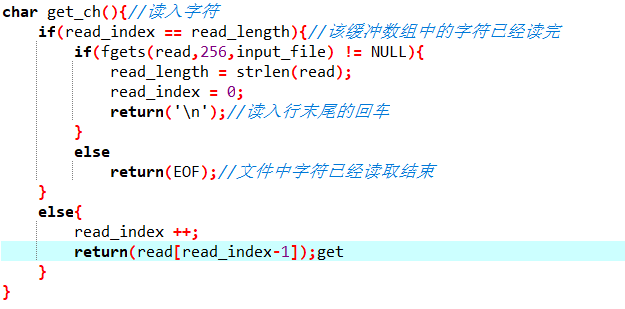 char get_ch(){//读入字符
    if(read_index == read_length){//该缓冲数组中的字符已经读完
        if(fgets(read,256,input_file) != NULL){
            read_length = strlen(read);
            read_index = 0;
            return('\n');//读入行末尾的回车
        }
        else
            return(EOF);//文件中字符已经读取结束
    }
    else{
        read_index ++;
        return(read[read_index-1]);get
    }
}